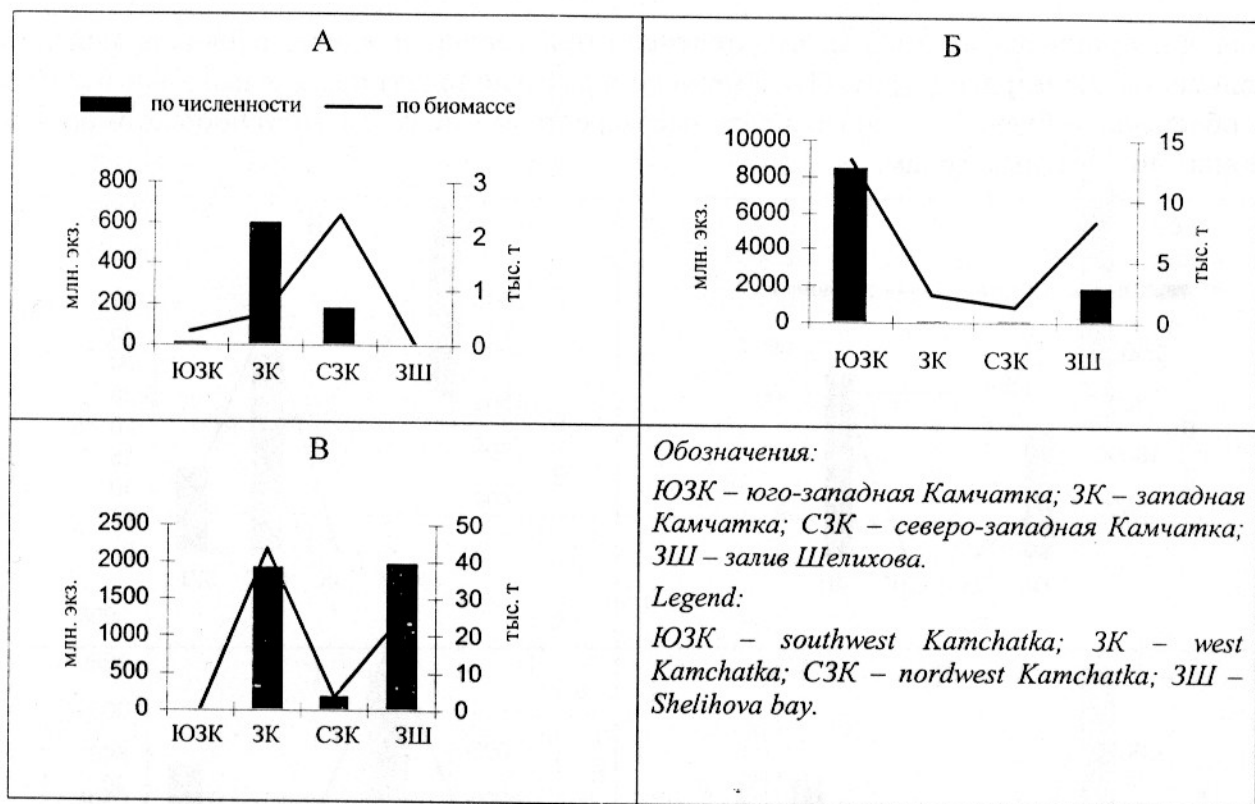 А
по численности по биомассе
800
600
400
200
0
млн. экз.
3
2
1
0
тыс. т
ЮЗК ЗК СЗК ЗШ
Б
10000
8000
6000
4000
2000
0
млн. экз.
15
10
5
0
тыс. т
ЮЗК ЗК СЗК ЗШ
В
2500
2000
1500
1000
500
0
млн. экз.
50
40
30
20
10
0
тыс. т
ЮЗК ЗК СЗК ЗШ
Обозначения:
ЮЗК – юго-западная Камчатка; ЗК – западная
Камчатка; СЗК – северо-западная Камчатка;
ЗШ – залив Шелихова.
Legend:
ЮЗК – southwest Kamchatka; ЗК – west
Kamchatka; СЗК – nordwest Kamchatka; ЗШ –
Shelihova bay.